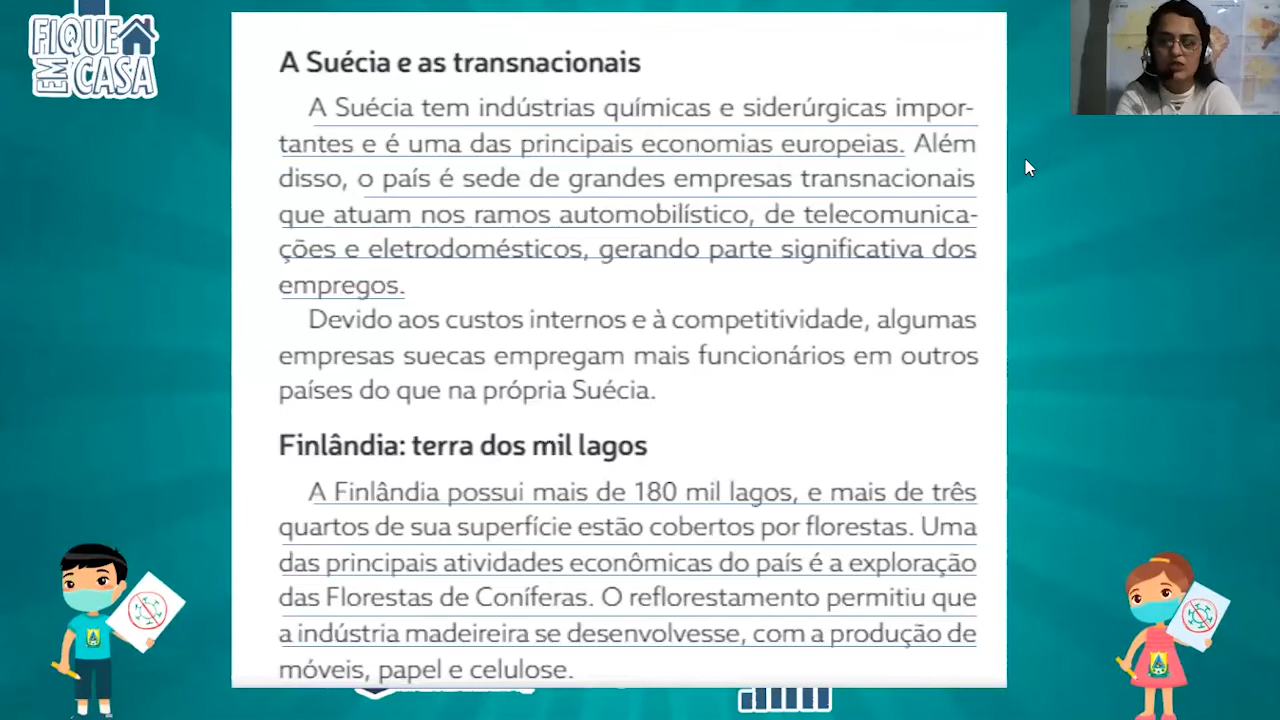 FIQUE
EM
CASA
A Suécia e as transnacionais
A Suécia tem indústrias químicas e siderúrgicas impor-
tantes e é uma das principais economias europeias. Além
disso, o país é sede de grandes empresas transnacionais
que atuam nos ramos automobilístico, de telecomunica-
ções e eletrodomésticos, gerando parte significativa dos
empregos.
Devido aos custos internos e à competitividade, algumas
empresas suecas empregam mais funcionários em outros
países do que na própria Suécia.
Finlândia: terra dos mil lagos
A Finlândia possui mais de 180 mil lagos, e mais de três
quartos de sua superfície estão cobertos por florestas. Uma
das principais atividades econômicas do país é a exploração
das Florestas de Coníferas. O reflorestamento permitiu que
a indústria madeireira se desenvolvesse, com a produção de
móveis, papel e celulose.